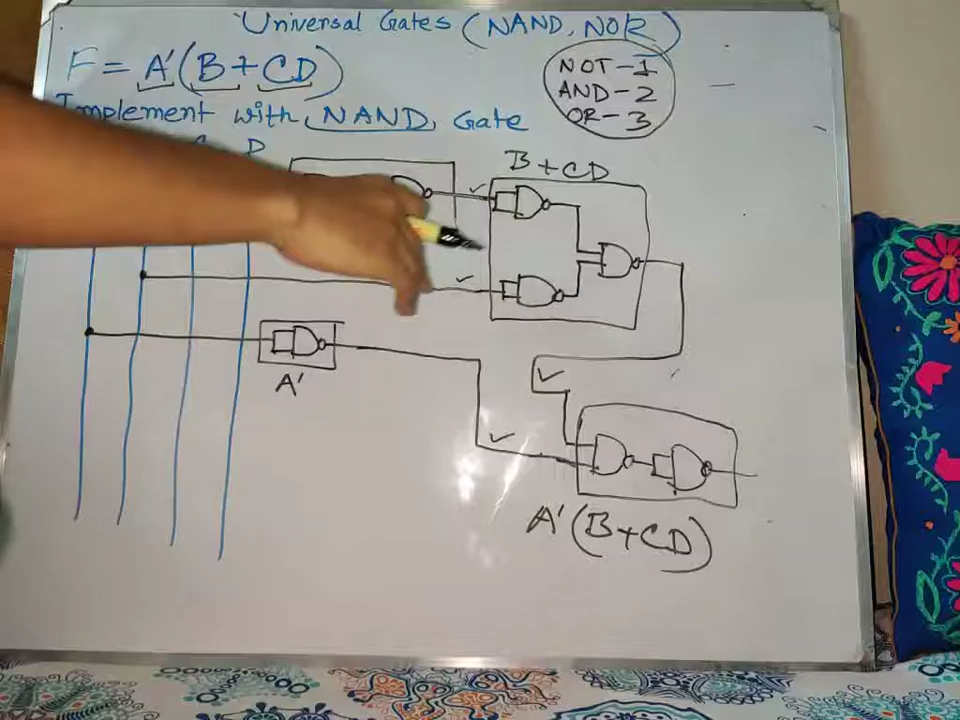 Universal Gates (NAND, NOR)
F = A'(B+CD)
NOT-1
AND-2
OR-3
Implement with NAND Gate
C D
B+CD
A'
A'(B+CD)